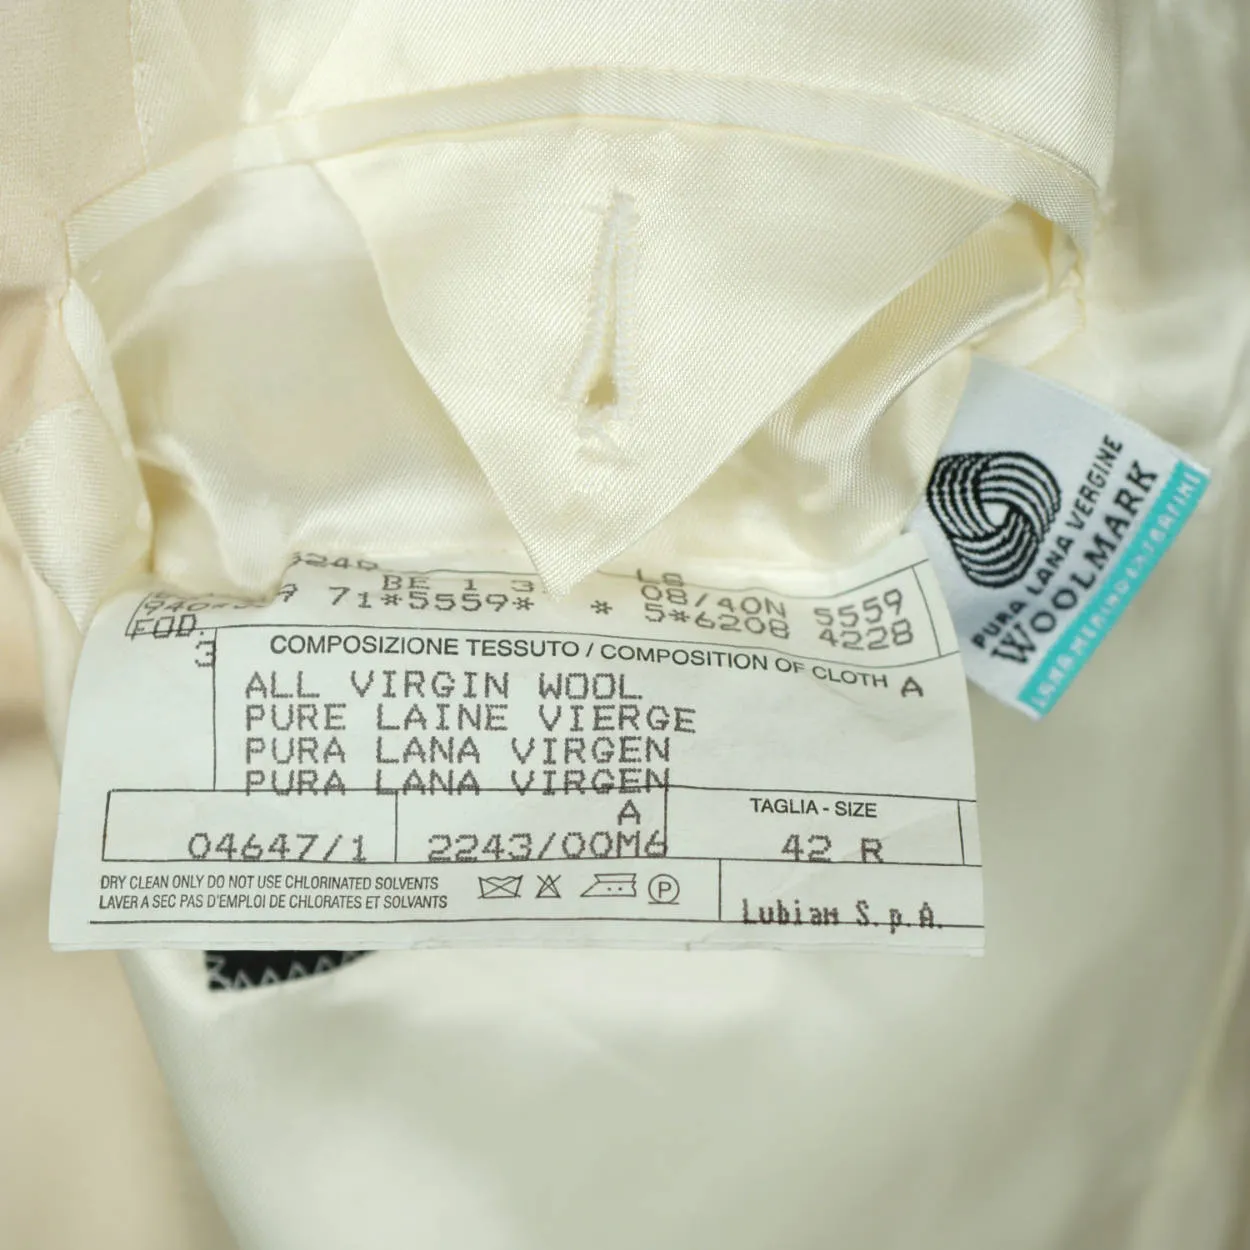 BE 1 3
71*5559* * 08/40N 5559
5*6208 4228
FOD.
3
COMPOSIZIONE TESSUTO / COMPOSITION OF CLOTH A
ALL VIRGIN WOOL
PURE LAINE VIERGE
PURA LANA VIRGEN
PURA LANA VIRGEN
A
TAGLIA - SIZE
04647/1 2243/00M6 42 R
DRY CLEAN ONLY DO NOT USE CHLORINATED SOLVENTS
LAVER A SEC PAS D'EMPLOI DE CHLORATES ET SOLVANTS
P
Lubiam S.p.A.
PURA LANA VERGINE
WOOLMARK